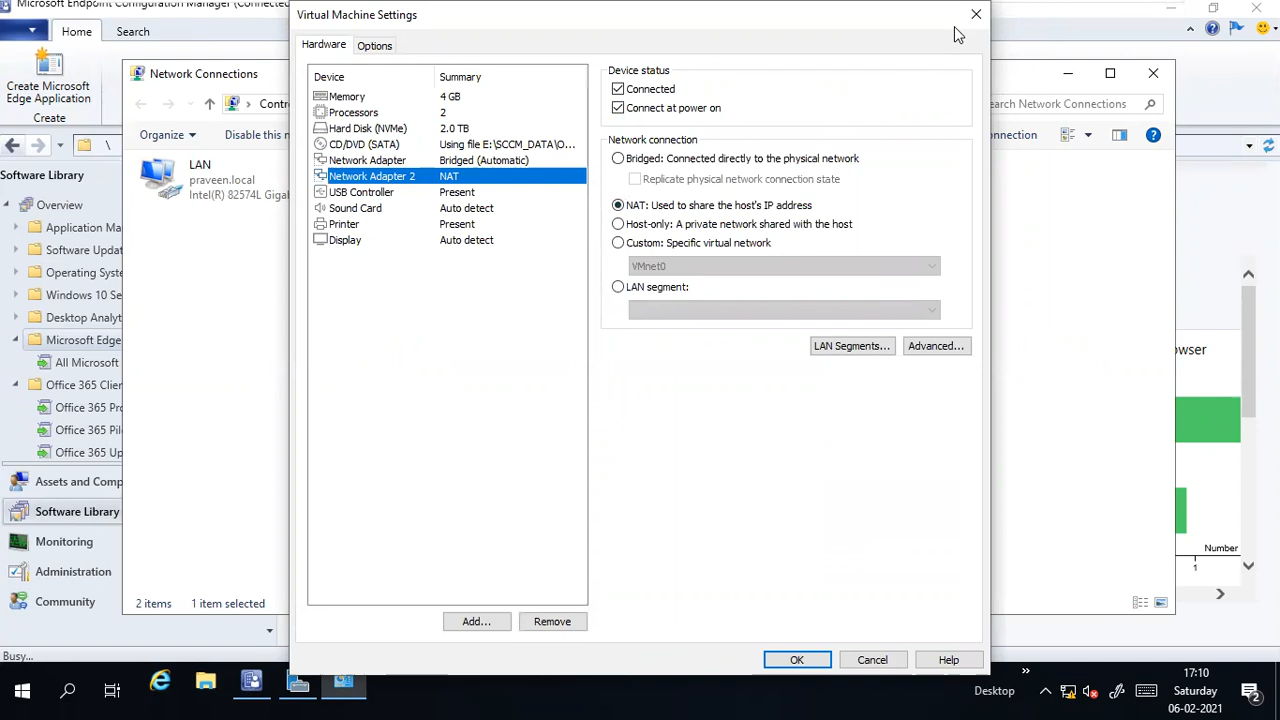 Microsoft Endpoint Configuration Manager (Connected
Virtual Machine Settings
Home
Search
Hardware
Options
Create Microsoft
Edge Application
Create
Network Connections
Contro
Search Network Connections
Organize
Disable this n
onnection
\
Device
Summary
Memory
4 GB
Processors
2
Hard Disk (NVMe)
2.0 TB
CD/DVD (SATA)
Using file E:\SCCM_DATA\O...
Network Adapter
Bridged (Automatic)
Network Adapter 2
NAT
USB Controller
Present
Sound Card
Auto detect
Printer
Present
Display
Auto detect
Device status
Connected
Connect at power on
Network connection
Bridged: Connected directly to the physical network
Replicate physical network connection state
NAT: Used to share the host's IP address
Host-only: A private network shared with the host
Custom: Specific virtual network
VMnet0
LAN segment:
LAN Segments...
Advanced...
Software Library
Overview
Application Ma
Software Updat
Operating Syste
Windows 10 Se
Desktop Analyt
Microsoft Edge
All Microsoft
Office 365 Clien
Office 365 Pro
Office 365 Pil
Office 365 Up
Assets and Comp
Software Library
Monitoring
Administration
Community
LAN
praveen.local
Intel(R) 82574L Gigab
rowser
Number
1
2 items
1 item selected
Add...
Remove
OK
Cancel
Help
Busy...
Desktop
17:10
Saturday
06-02-2021
2